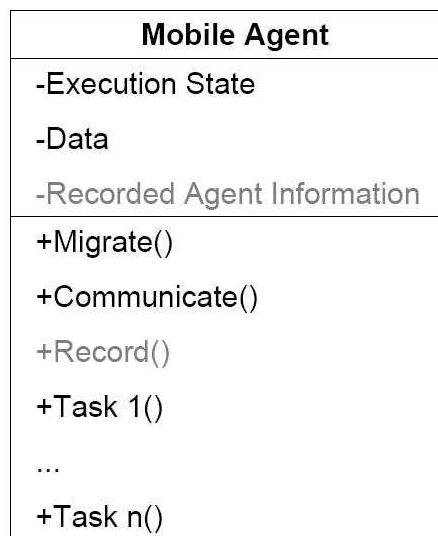 Mobile Agent
-Execution State
-Data
-Recorded Agent Information
+Migrate()
+Communicate()
+Record()
+Task 1()
...
+Task n()